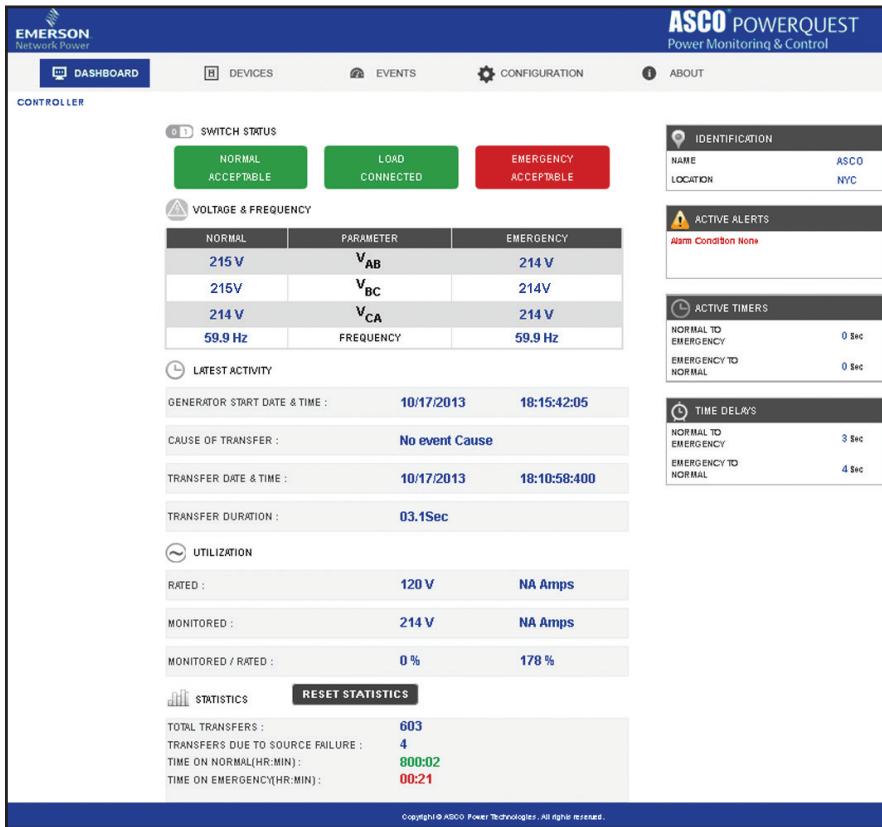 EMERSON
Network Power
ASCO POWERQUEST
Power Monitoring & Control
DASHBOARD DEVICES EVENTS CONFIGURATION ABOUT
CONTROLLER
0 1 SWITCH STATUS
NORMAL ACCEPTABLE
LOAD CONNECTED
EMERGENCY ACCEPTABLE
VOLTAGE & FREQUENCY
NORMAL PARAMETER EMERGENCY
215 V VAB 214 V
215V VBC 214V
214 V VCA 214 V
59.9 Hz FREQUENCY 59.9 Hz
LATEST ACTIVITY
GENERATOR START DATE & TIME : 10/17/2013 18:15:42:05
CAUSE OF TRANSFER : No event Cause
TRANSFER DATE & TIME : 10/17/2013 18:10:58:400
TRANSFER DURATION : 03.1Sec
UTILIZATION
RATED : 120 V NA Amps
MONITORED : 214 V NA Amps
MONITORED / RATED : 0 % 178 %
STATISTICS RESET STATISTICS
TOTAL TRANSFERS : 603
TRANSFERS DUE TO SOURCE FAILURE : 4
TIME ON NORMAL(HR:MIN) : 800:02
TIME ON EMERGENCY(HR:MIN) : 00:21
IDENTIFICATION
NAME ASCO
LOCATION NYC
ACTIVE ALERTS
Alarm Condition None
ACTIVE TIMERS
NORMAL TO
EMERGENCY 0 Sec
EMERGENCY TO
NORMAL 0 Sec
TIME DELAYS
NORMAL TO
EMERGENCY 3 Sec
EMERGENCY TO
NORMAL 4 Sec
Copyright © ASCO Power Technologies. All rights reserved.